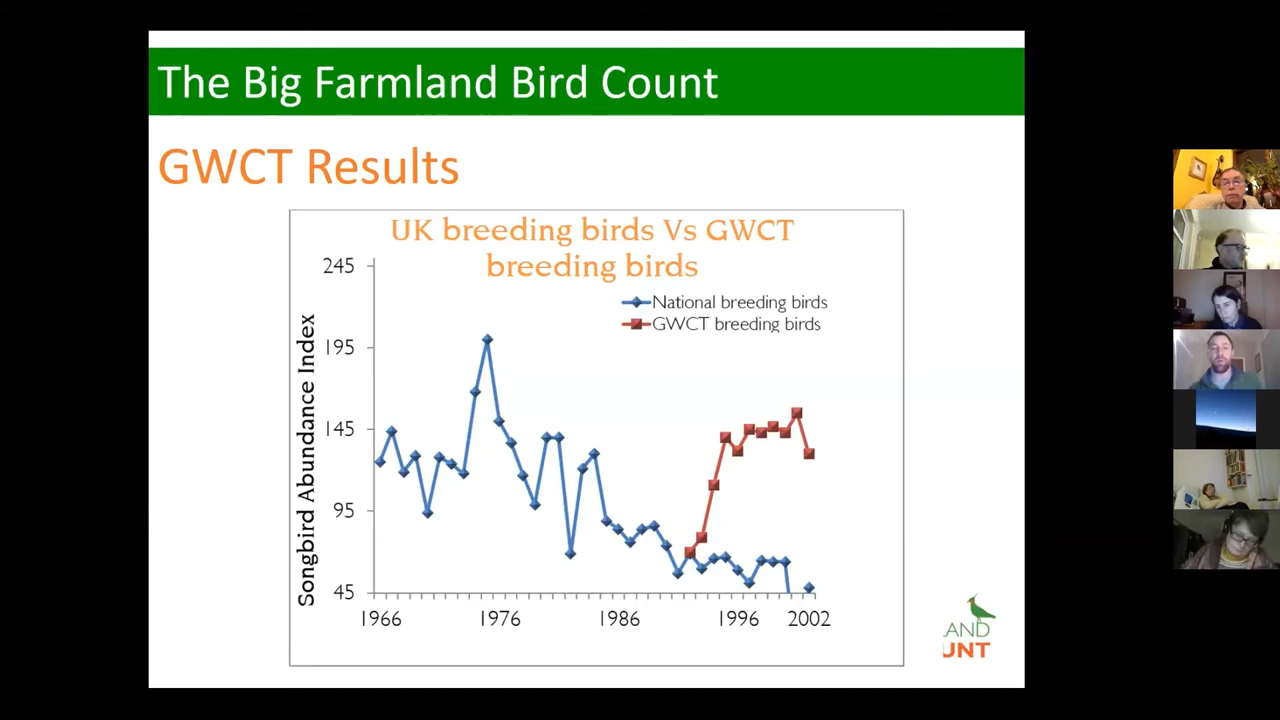 The Big Farmland Bird Count
GWCT Results
UK breeding birds Vs GWCT
breeding birds
National breeding birds
GWCT breeding birds
Songbird Abundance Index
245
195
145
95
45
1966
1976
1986
1996
2002
AND
UNT